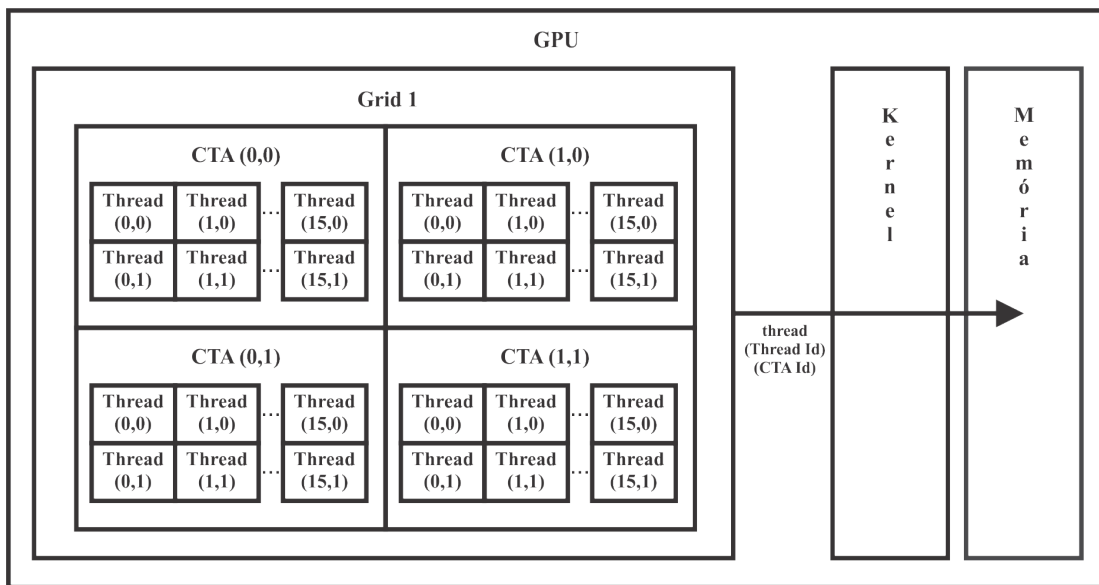 GPU
Grid 1
CTA (0,0)
Thread (0,0) Thread (1,0) ... Thread (15,0)
Thread (0,1) Thread (1,1) ... Thread (15,1)
CTA (1,0)
Thread (0,0) Thread (1,0) ... Thread (15,0)
Thread (0,1) Thread (1,1) ... Thread (15,1)
CTA (0,1)
Thread (0,0) Thread (1,0) ... Thread (15,0)
Thread (0,1) Thread (1,1) ... Thread (15,1)
CTA (1,1)
Thread (0,0) Thread (1,0) ... Thread (15,0)
Thread (0,1) Thread (1,1) ... Thread (15,1)
thread
(Thread Id)
(CTA Id)
Kernel
Memória